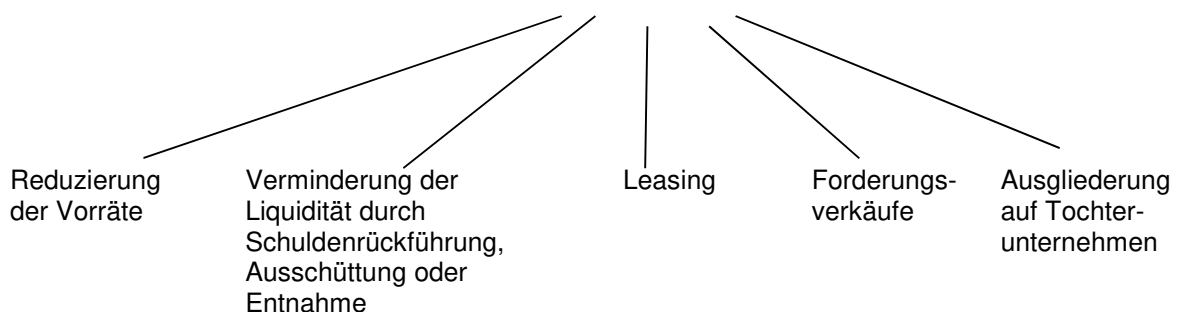 Reduzierung
der Vorräte
Verminderung der
Liquidität durch
Schuldenrückführung,
Ausschüttung oder
Entnahme
Leasing
Forderungs-
verkäufe
Ausgliederung
auf Tochter-
unternehmen